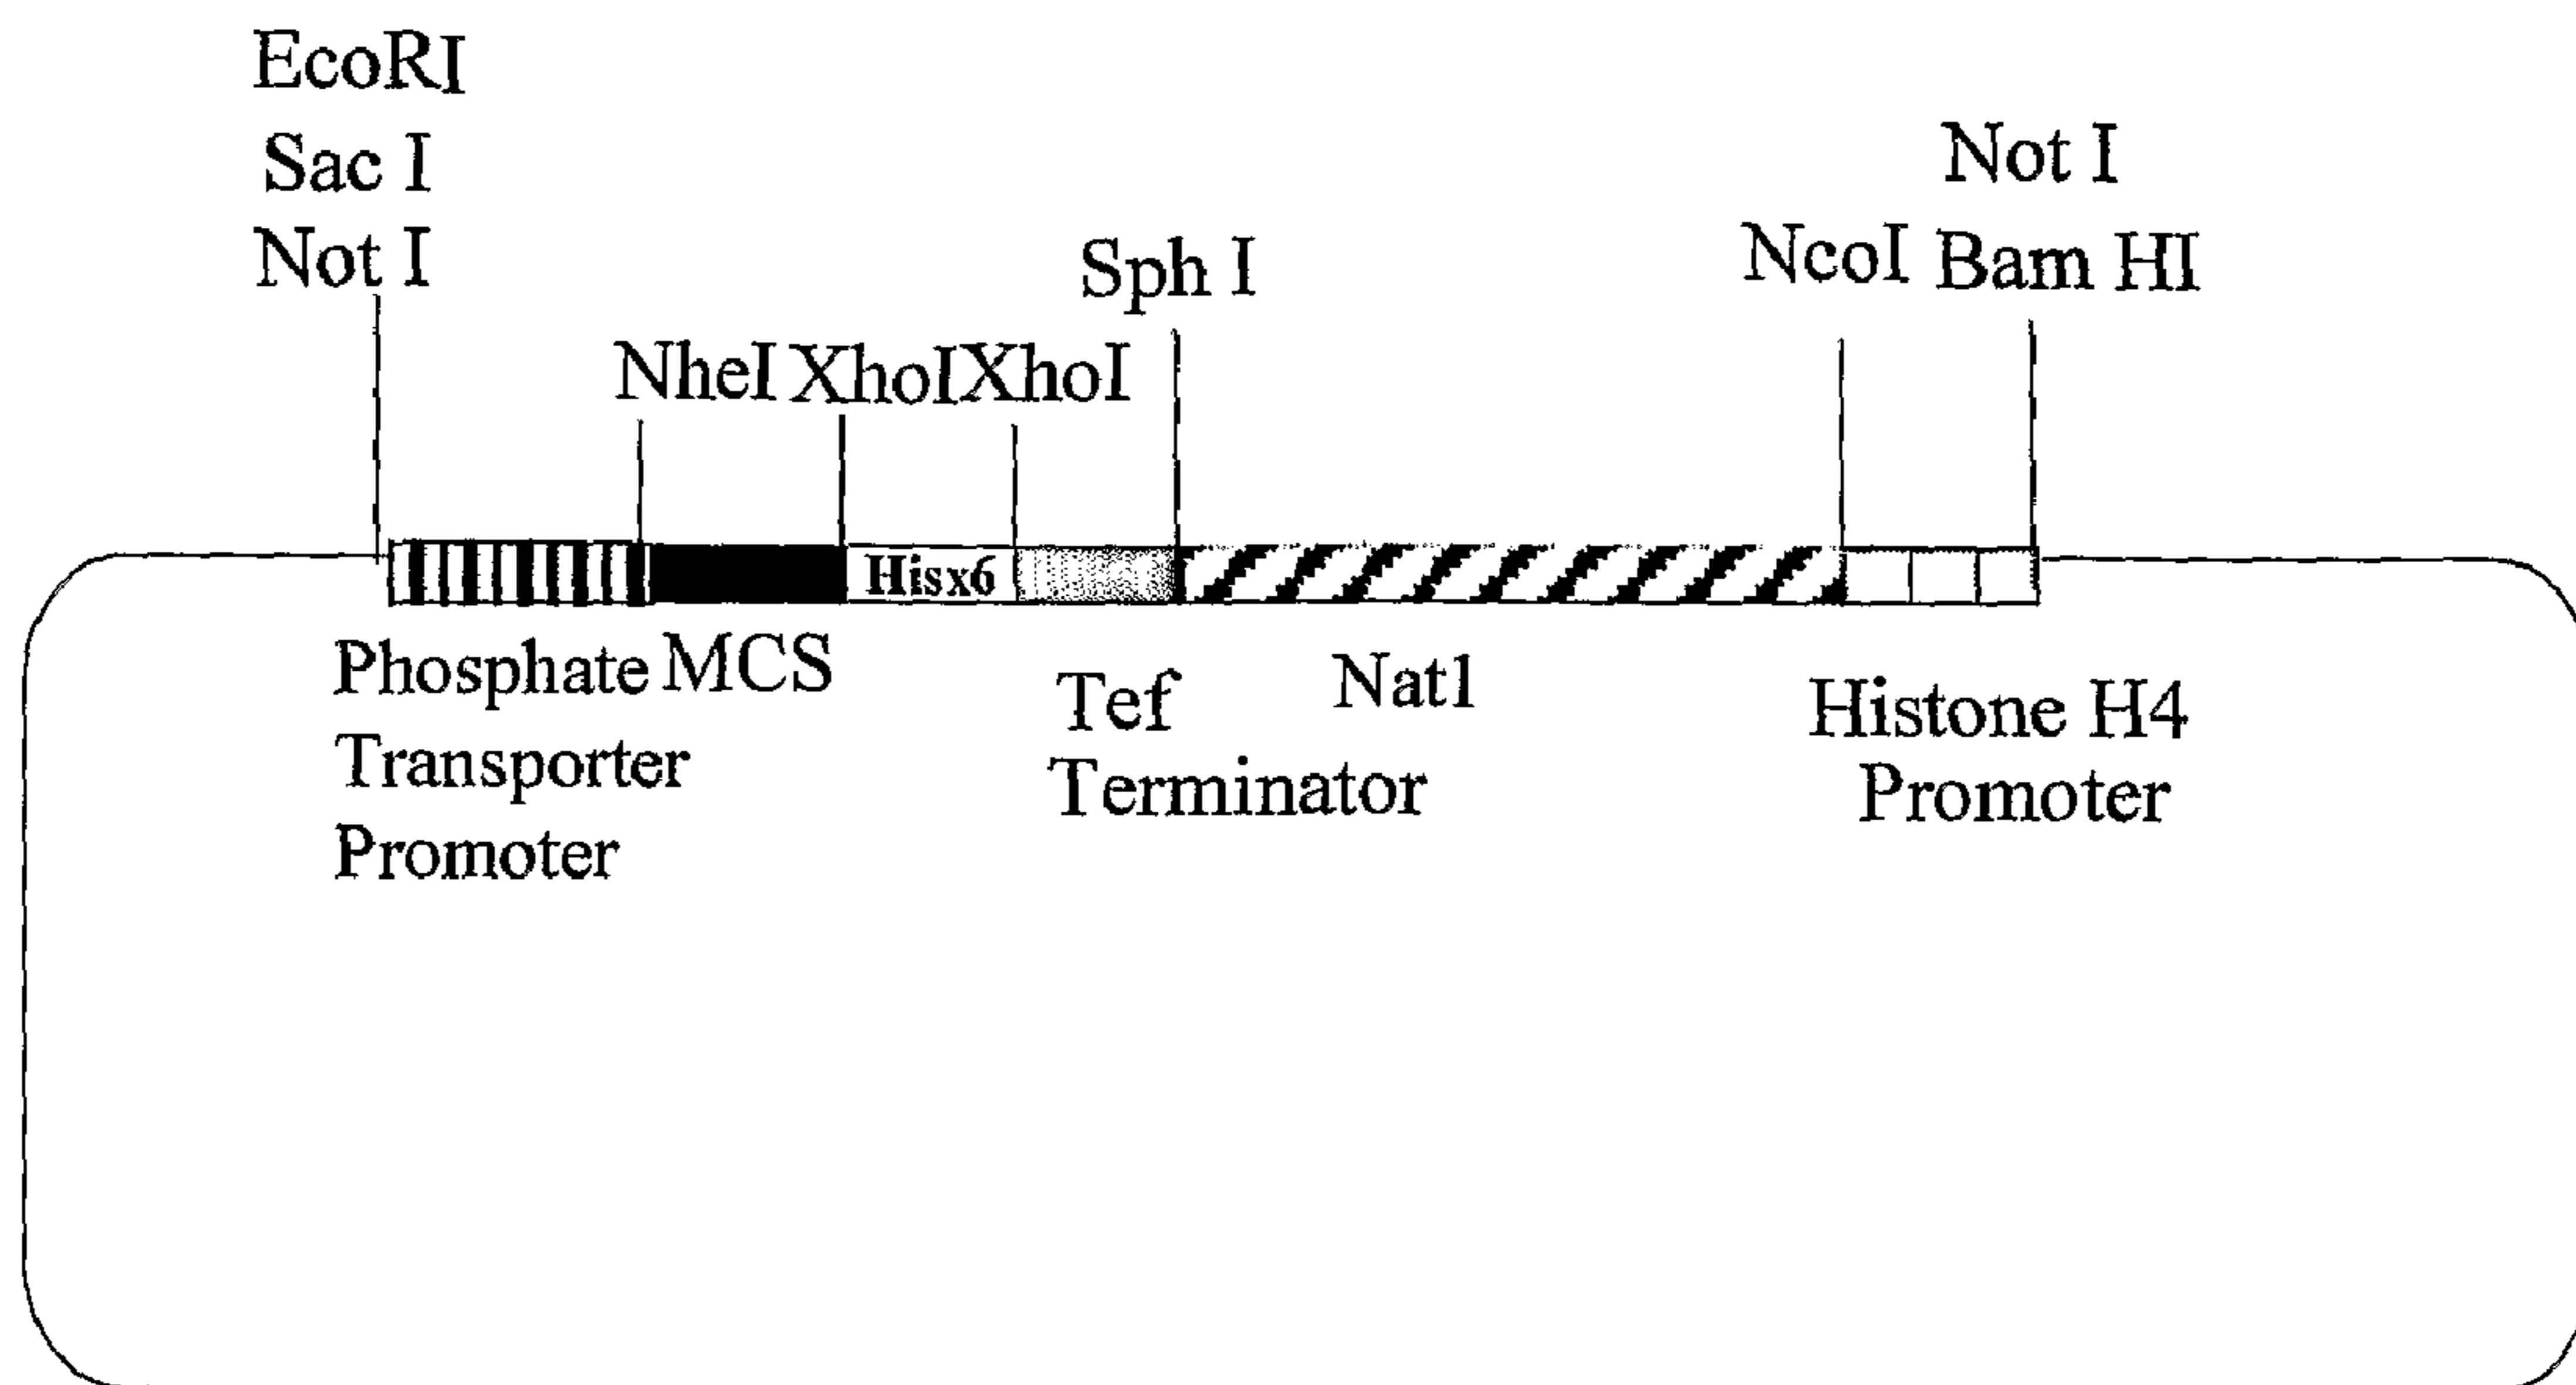 EcoRI
Sac I
Not I
NheI
XhoI
XhoI
Sph I
NcoI
Not I
Bam HI
Hisx6
Phosphate
Transporter
Promoter
MCS
Tef
Terminator
Nat1
Histone H4
Promoter